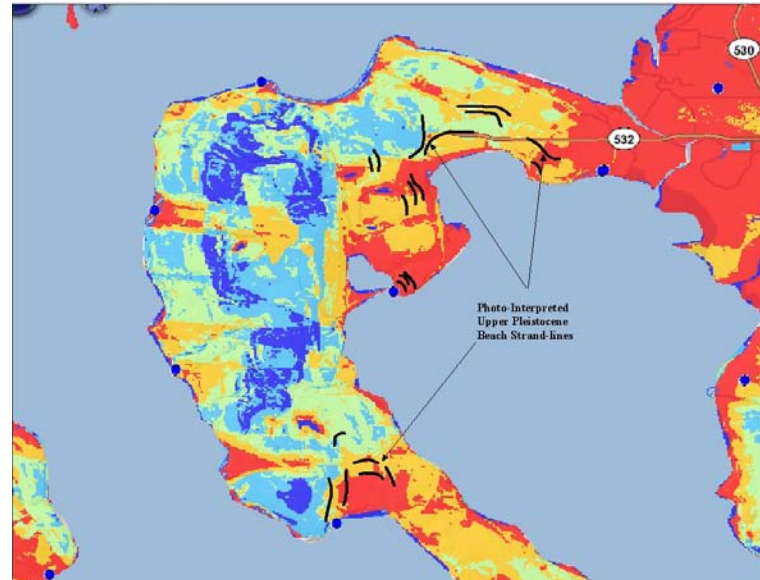 530
532
Photo-Interpreted
Upper Pleistocene
Beach Strand-lines